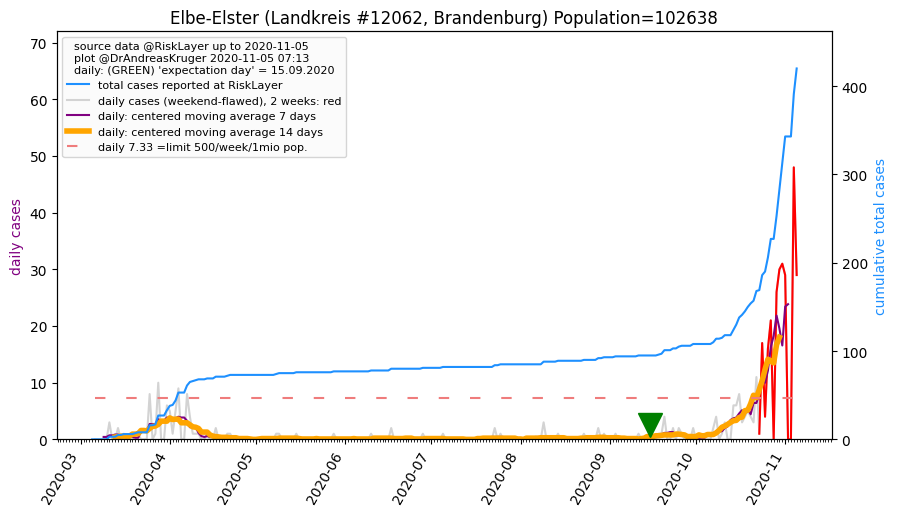 Elbe-Elster (Landkreis #12062, Brandenburg) Population=102638
source data @RiskLayer up to 2020-11-05
plot @DrAndreasKruger 2020-11-05 07:13
daily: (GREEN) 'expectation day' = 15.09.2020
total cases reported at RiskLayer
daily cases (weekend-flawed), 2 weeks: red
daily: centered moving average 7 days
daily: centered moving average 14 days
daily 7.33 =limit 500/week/1mio pop.
daily cases
70
60
50
40
30
20
10
0
cumulative total cases
400
300
200
100
0
2020-03
2020-04
2020-05
2020-06
2020-07
2020-08
2020-09
2020-10
2020-11